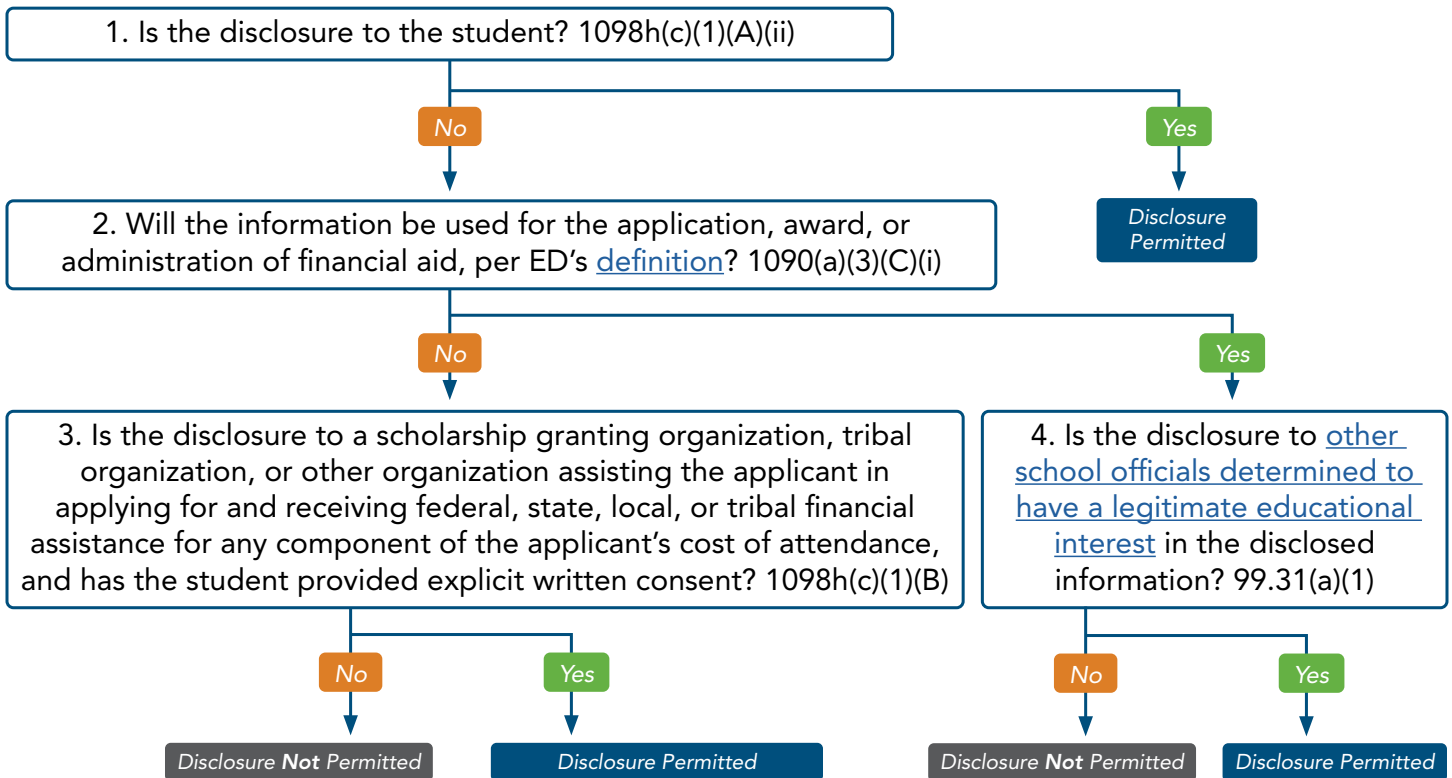 1. Is the disclosure to the student? 1098h(c)(1)(A)(ii)
No
Yes
Disclosure
Permitted
2. Will the information be used for the application, award, or
administration of financial aid, per ED’s definition? 1090(a)(3)(C)(i)
No
Yes
3. Is the disclosure to a scholarship granting organization, tribal
organization, or other organization assisting the applicant in
applying for and receiving federal, state, local, or tribal financial
assistance for any component of the applicant’s cost of attendance,
and has the student provided explicit written consent? 1098h(c)(1)(B)
4. Is the disclosure to other
school officials determined to
have a legitimate educational
interest in the disclosed
information? 99.31(a)(1)
No
Yes
No
Yes
Disclosure Not Permitted
Disclosure Permitted
Disclosure Not Permitted
Disclosure Permitted